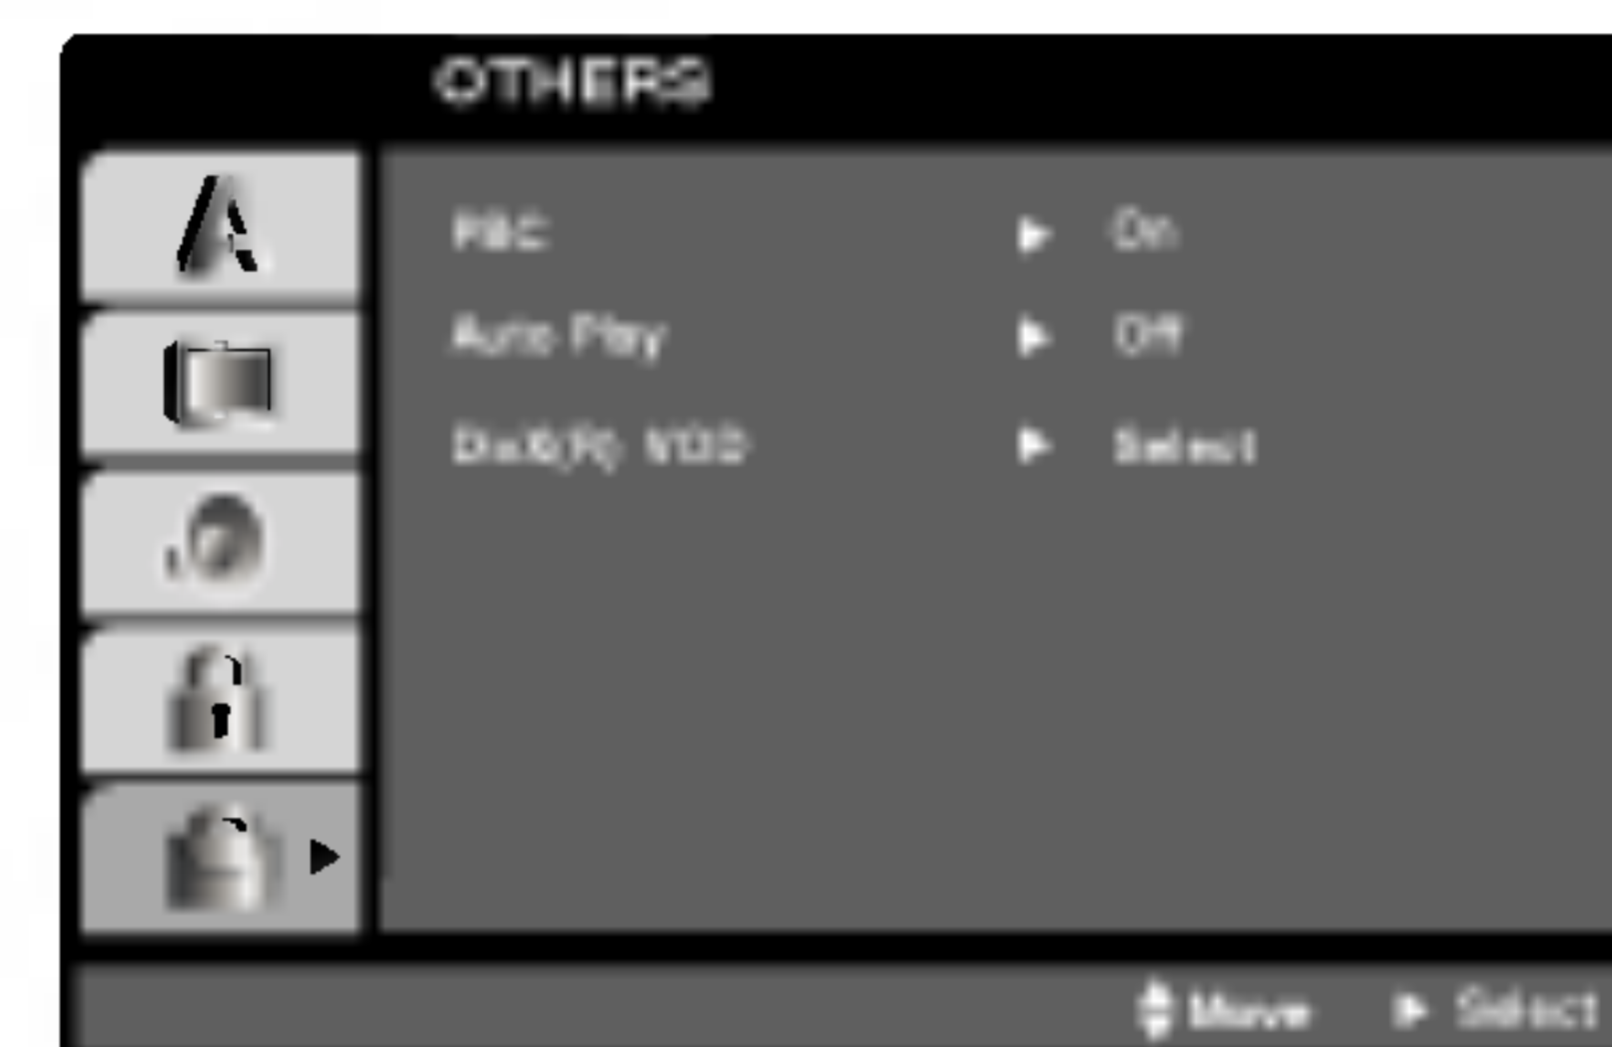 OTHERS
PBC On
Auto Play Off
DivX(R) VOD Select
Move Select